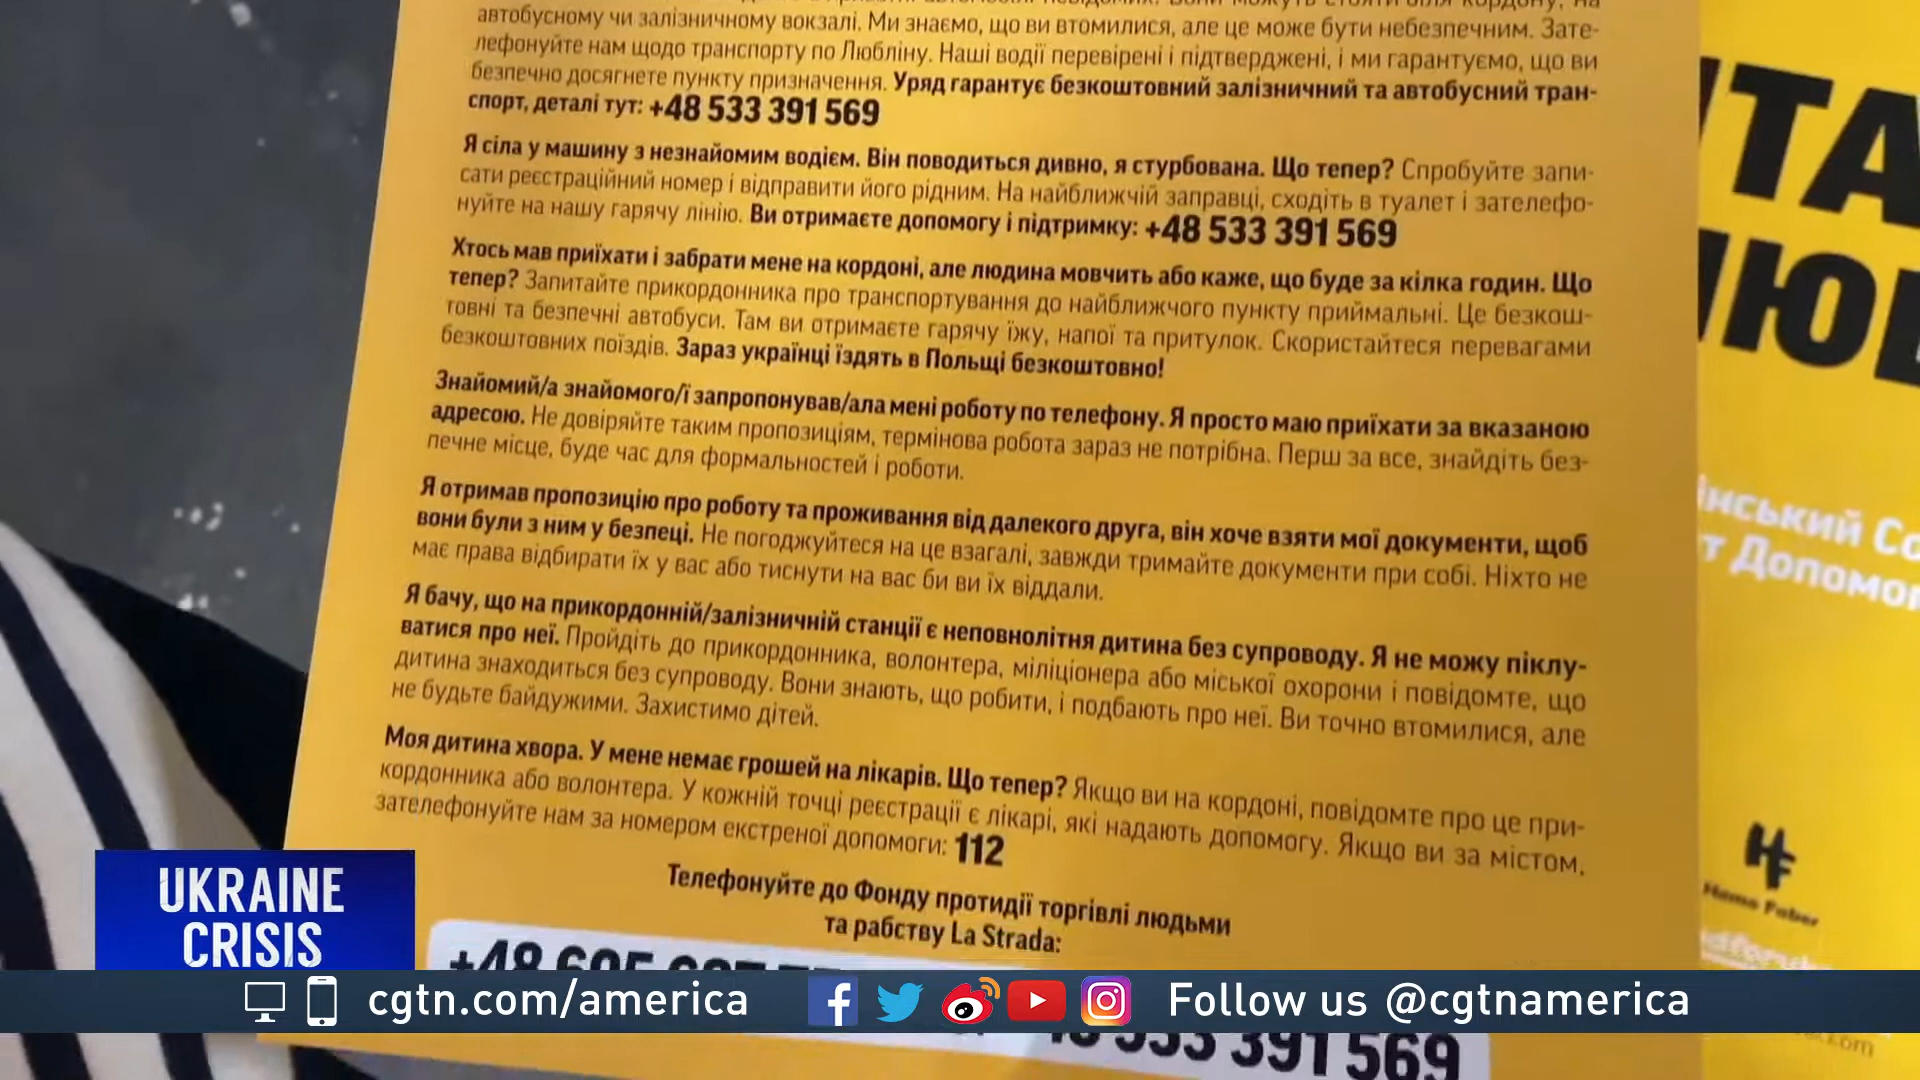 автобусному чи залізничному вокзалі. Ми знаємо, що ви втомилися, але це може бути небезпечним. Зате-
лефонуйте нам щодо транспорту по Любліну. Наші водії перевірені і підтверджені, і ми гарантуємо, що ви
безпечно досягнете пункту призначення. Уряд гарантує безкоштовний залізничний та автобусний тран-
спорт, деталі тут: +48 533 391 569
Я сіла у машину з незнайомим водієм. Він поводиться дивно, я стурбована. Що тепер? Спробуйте запи-
сати реєстраційний номер і відправити його рідним. На найближчій заправці, сходіть в туалет і зателефо-
нуйте на нашу гарячу лінію. Ви отримаєте допомогу і підтримку: +48 533 391 569
Хтось мав приїхати і забрати мене на кордоні, але людина мовчить або каже, що буде за кілка годин. Що
тепер? Запитайте прикордонника про транспортування до найближчого пункту приймальні. Це безкош-
товні та безпечні автобуси. Там ви отримаєте гарячу їжу, напої та притулок. Скористайтеся перевагами
безкоштовних поїздів. Зараз українці їздять в Польщі безкоштовно!
Знайомий/а знайомого/ї запропонував/ала мені роботу по телефону. Я просто маю приїхати за вказаною
адресою. Не довіряйте таким пропозиціям, термінова робота зараз не потрібна. Перш за все, знайдіть без-
печне місце, буде час для формальностей і роботи.
Я отримав пропозицію про роботу та проживання від далекого друга, він хоче взяти мої документи, щоб
вони були з ним у безпеці. Не погоджуйтеся на це взагалі, завжди тримайте документи при собі. Ніхто не
має права відбирати їх у вас або тиснути на вас би ви їх віддали.
Я бачу, що на прикордонній/залізничній станції є неповнолітня дитина без супроводу. Я не можу піклу-
ватися про неї. Пройдіть до прикордонника, волонтера, міліціонера або міської охорони і повідомте, що
дитина знаходиться без супроводу. Вони знають, що робити, і подбають про неї. Ви точно втомилися, але
не будьте байдужими. Захистимо дітей.
Моя дитина хвора. У мене немає грошей на лікарів. Що тепер? Якщо ви на кордоні, повідомте про це при-
кордонника або волонтера. У кожній точці реєстрації є лікарі, які надають допомогу. Якщо ви за містом,
зателефонуйте нам за номером екстреної допомоги: 112
Телефонуйте до Фонду протидії торгівлі людьми
та рабству La Strada:
+48
533 391 569
ТА
нський Со
т Допомог
HF
Homo Faber
UKRAINE
CRISIS
cgtn.com/america
Follow us @cgtnamerica